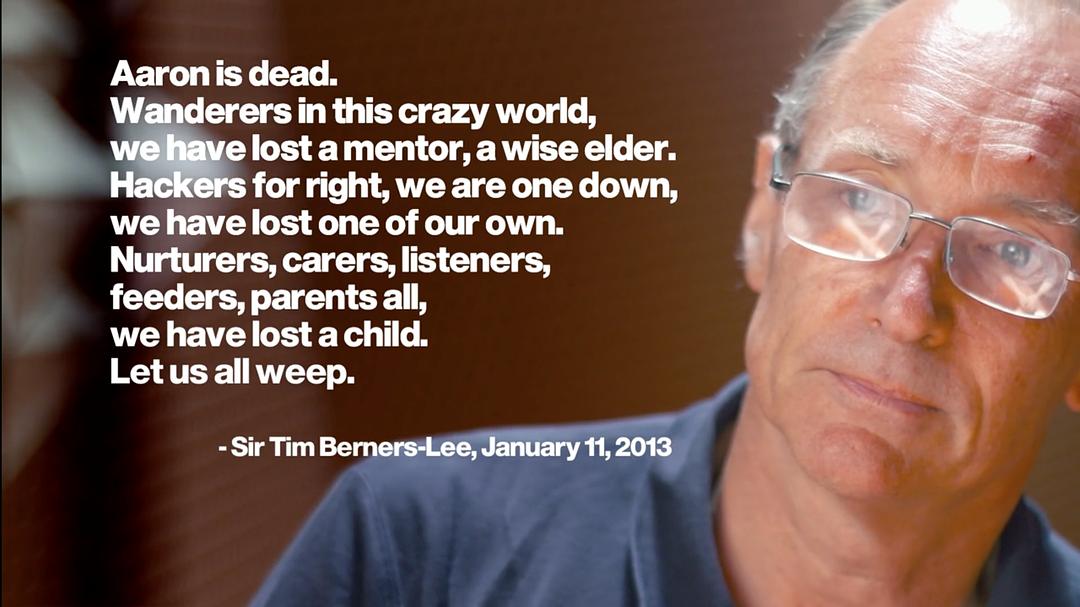 Aaron is dead.
Wanderers in this crazy world,
we have lost a mentor, a wise elder.
Hackers for right, we are one down,
we have lost one of our own.
Nurturers, carers, listeners,
feeders, parents all,
we have lost a child.
Let us all weep.
- Sir Tim Berners-Lee, January 11, 2013